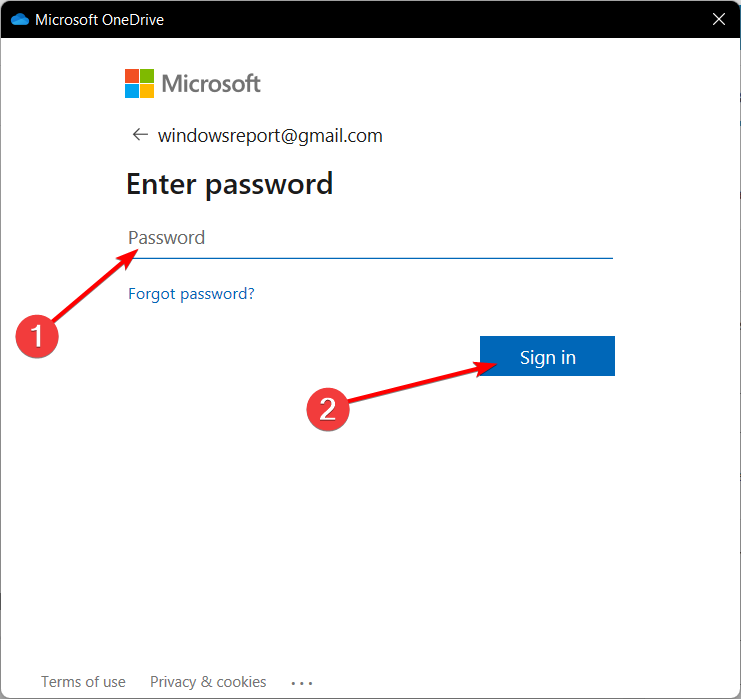 Microsoft OneDrive
Microsoft
windowsreport@gmail.com
Enter password
Password
Forgot password?
1
Sign in
2
Terms of use Privacy & cookies ...